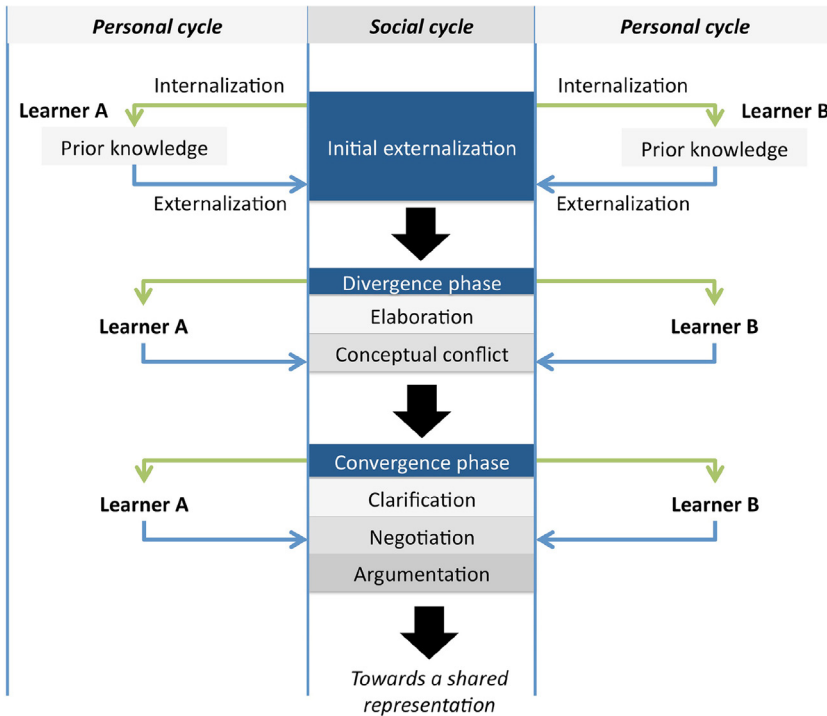 Personal cycle
Social cycle
Personal cycle
Internalization
Internalization
Learner A
Learner B
Prior knowledge
Initial externalization
Prior knowledge
Externalization
Externalization
Divergence phase
Elaboration
Learner A
Learner B
Conceptual conflict
Convergence phase
Clarification
Learner A
Learner B
Negotiation
Argumentation
Towards a shared
representation